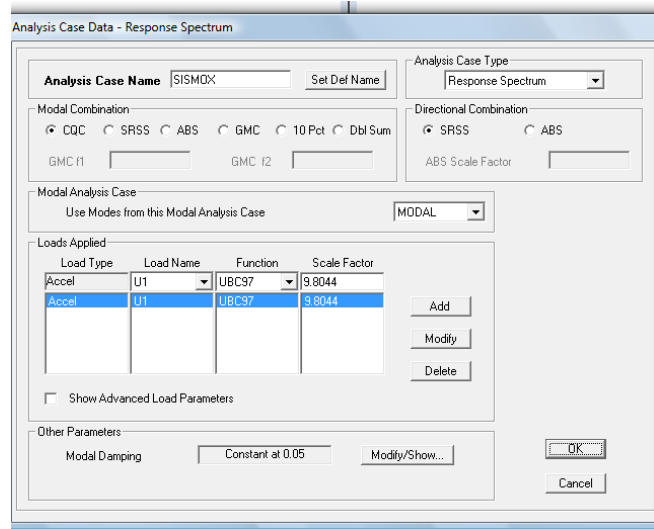 Analysis Case Data - Response Spectrum
Analysis Case Name SISMOX Set Def Name
Analysis Case Type
Response Spectrum
Modal Combination
CQC SRSS ABS GMC 10 Pct Dbl Sum
GMC f1 GMC f2
Directional Combination
SRSS ABS
ABS Scale Factor
Modal Analysis Case
Use Modes from this Modal Analysis Case MODAL
Loads Applied
Load Type Load Name Function Scale Factor
Accel U1 UBC97 9.8044
Accel U1 UBC97 9.8044
Add
Modify
Delete
Show Advanced Load Parameters
Other Parameters
Modal Damping Constant at 0.05 Modify/Show...
OK
Cancel